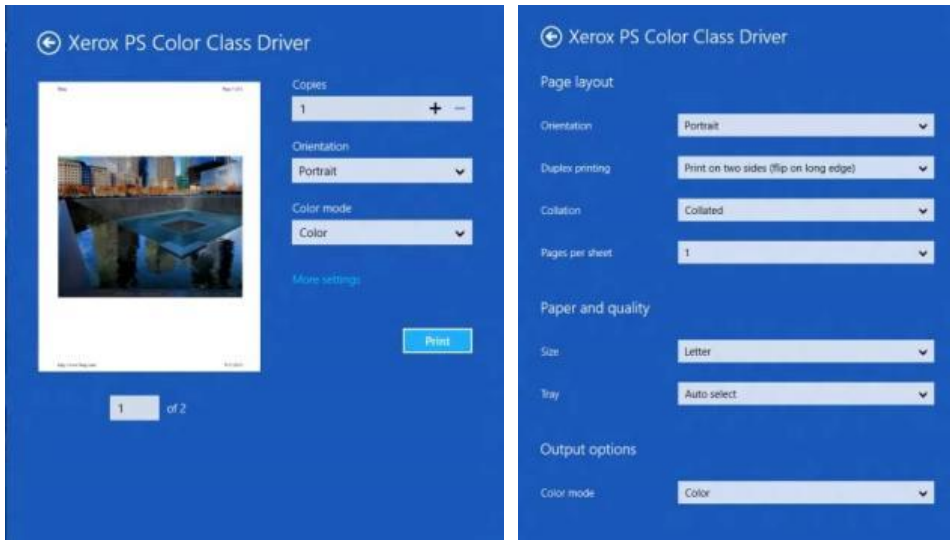 Xerox PS Color Class Driver
Copies
1
Orientation
Portrait
Color mode
Color
More settings
Print
1 of 2
Xerox PS Color Class Driver
Page layout
Orientation
Portrait
Duplex printing
Print on two sides (flip on long edge)
Collation
Collated
Pages per sheet
1
Paper and quality
Size
Letter
Tray
Auto select
Output options
Color mode
Color